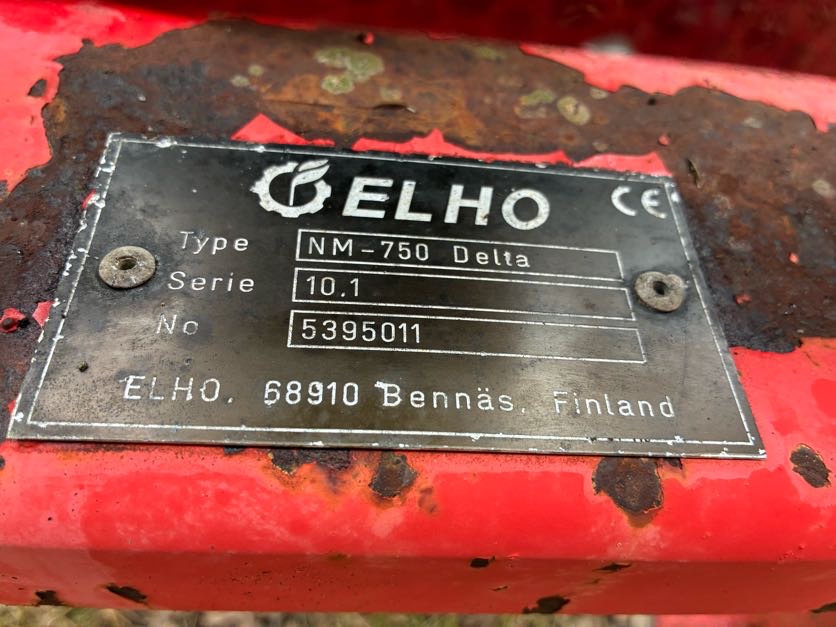 ELHO CE
Type NM-750 Delta
Serie 10.1
No 5395011
ELHO, 68910 Bennäs, Finland